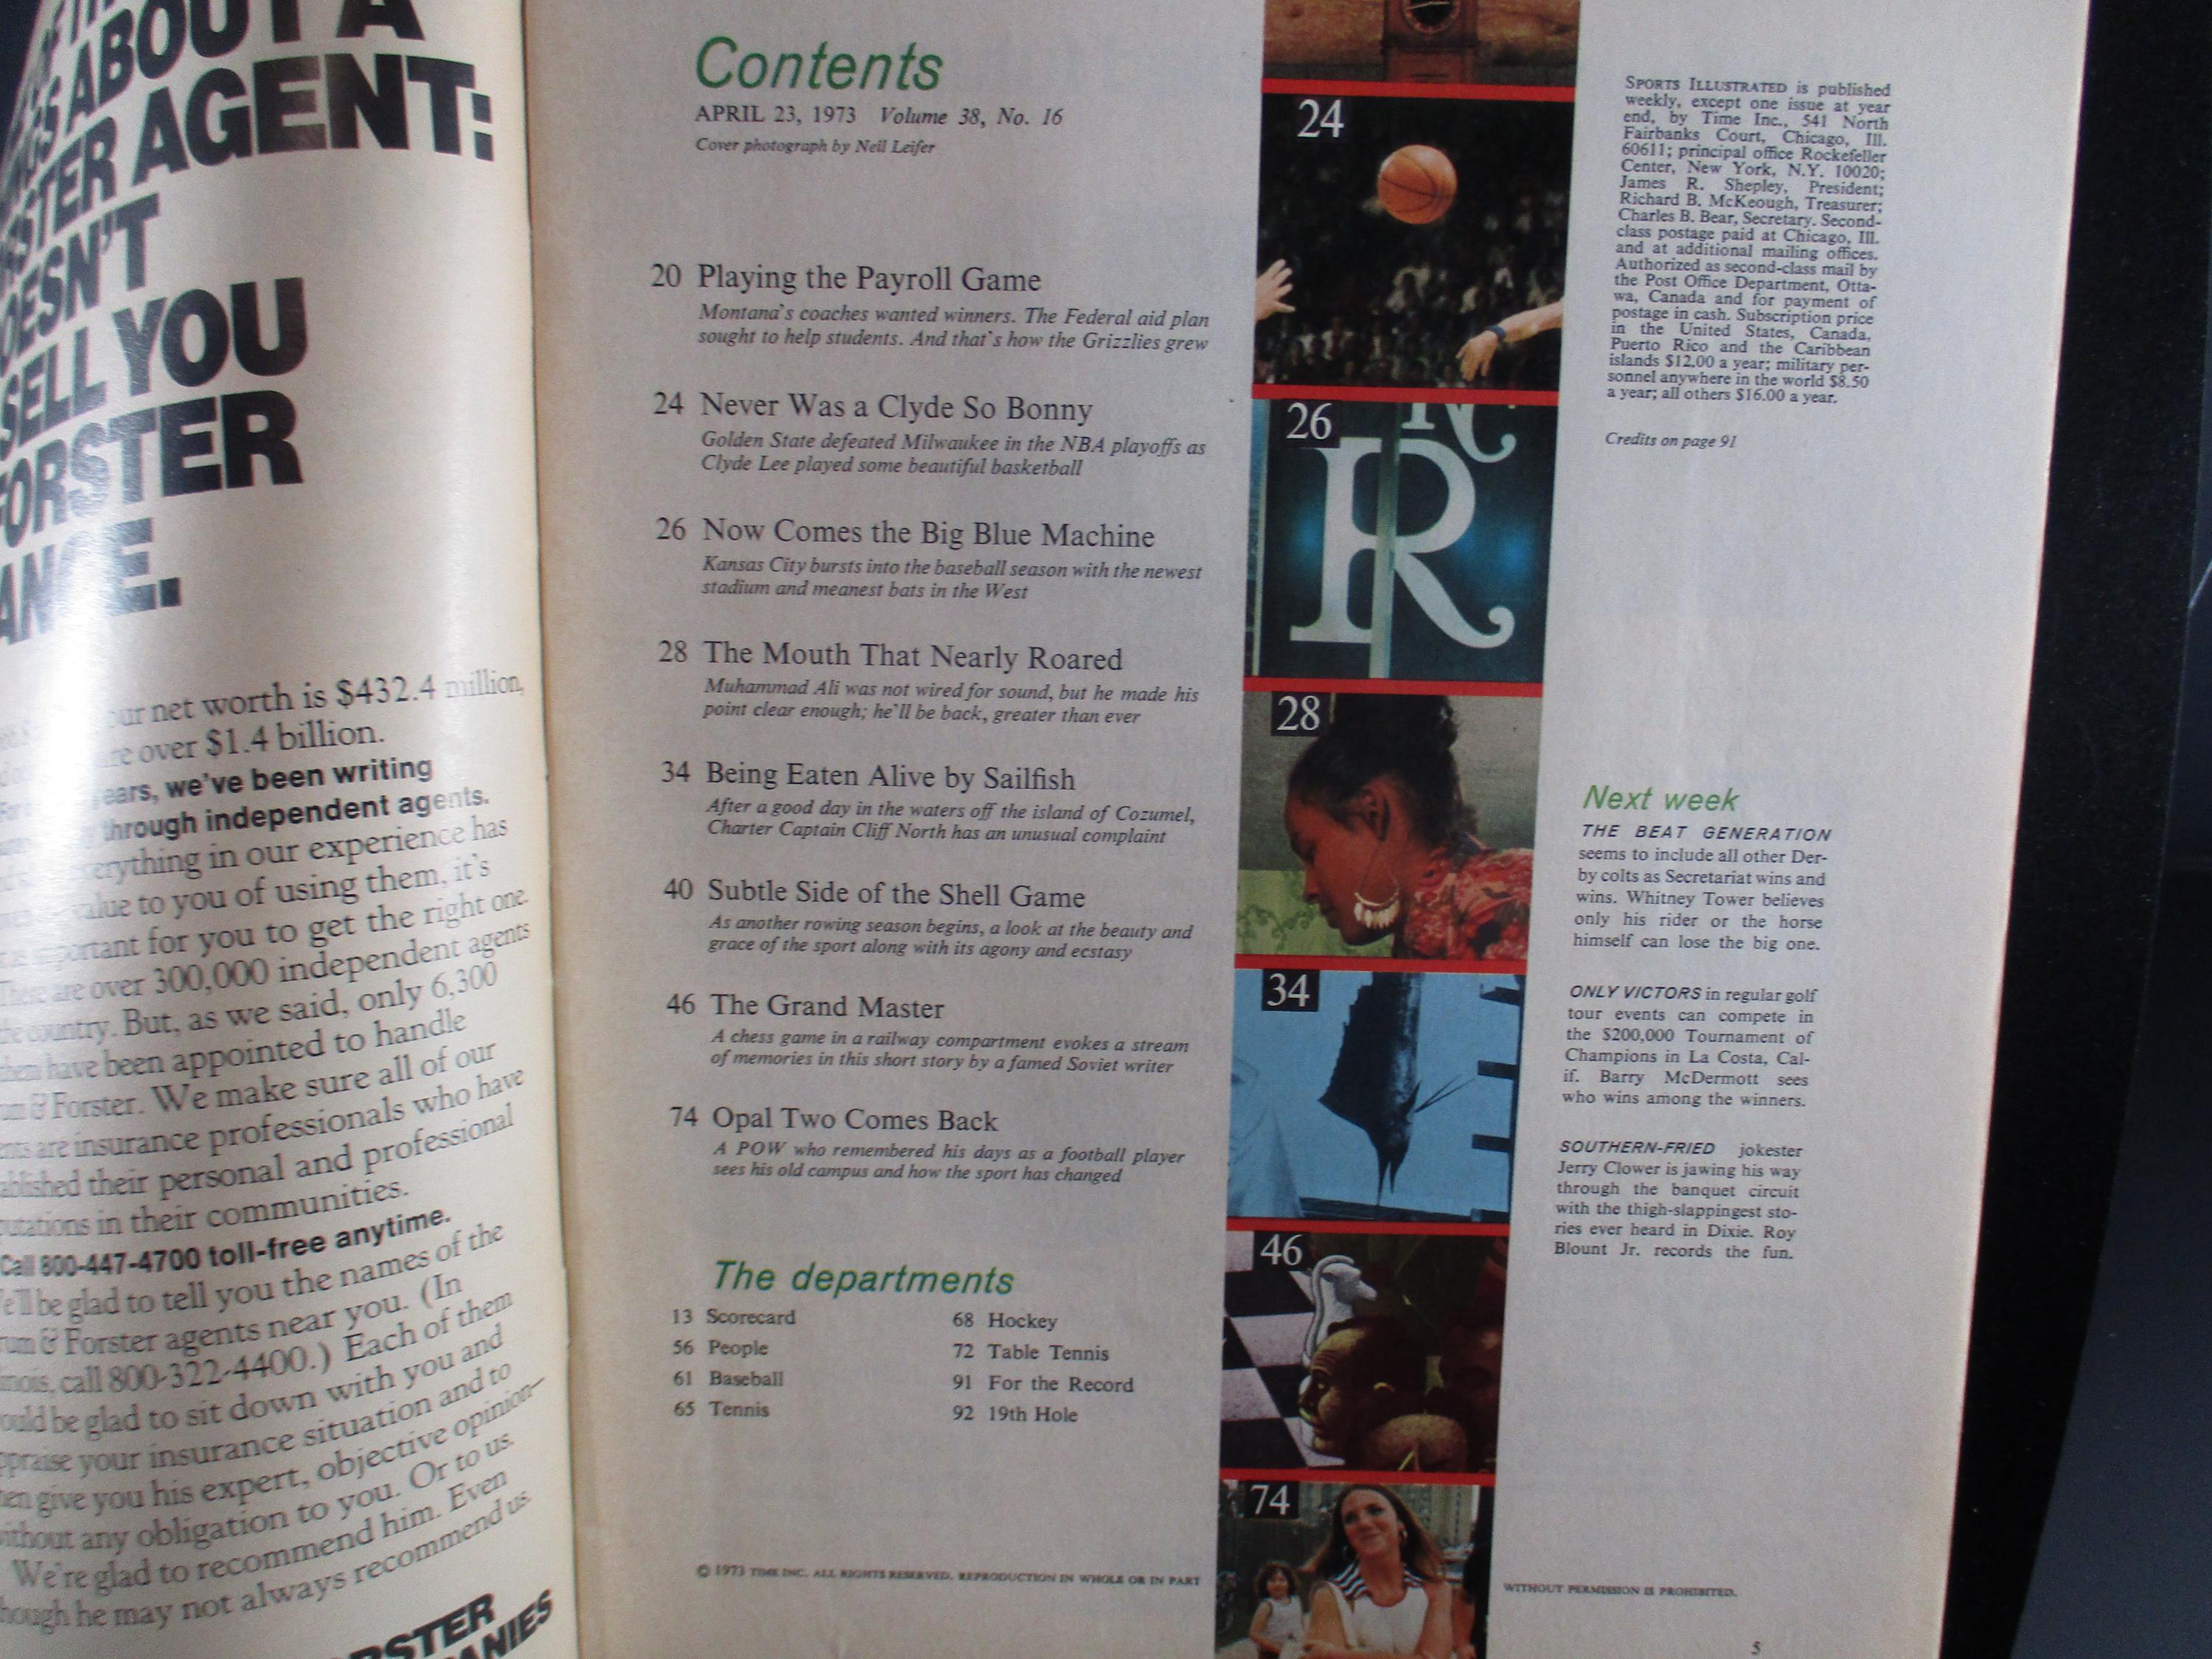 ABOUT A
AGENT:
DOESN'T
SELL YOU
FORSTER
our net worth is $432.4 million,
are over $1.4 billion.
years, we've been writing
through independent agents.
everything in our experience has
value to you of using them, it's
important for you to get the right one.
There are over 300,000 independent agents
the country. But, as we said, only 6,300
them have been appointed to handle
& Forster. We make sure all of our
are insurance professionals who have
established their personal and professional
in their communities.
Call 800-447-4700 toll-free anytime.
We'll be glad to tell you the names of the
& Forster agents near you. (In
call 800-322-4400.) Each of them
would be glad to sit down with you and
appraise your insurance situation and to
then give you his expert, objective opinion—
without any obligation to you. Or to us.
We're glad to recommend him. Even
though he may not always recommend us.
Contents
APRIL 23, 1973 Volume 38, No. 16
Cover photograph by Neil Leifer
20 Playing the Payroll Game
Montana's coaches wanted winners. The Federal aid plan
sought to help students. And that's how the Grizzlies grew
24 Never Was a Clyde So Bonny
Golden State defeated Milwaukee in the NBA playoffs as
Clyde Lee played some beautiful basketball
26 Now Comes the Big Blue Machine
Kansas City bursts into the baseball season with the newest
stadium and meanest bats in the West
28 The Mouth That Nearly Roared
Muhammad Ali was not wired for sound, but he made his
point clear enough; he'll be back, greater than ever
34 Being Eaten Alive by Sailfish
After a good day in the waters off the island of Cozumel,
Charter Captain Cliff North has an unusual complaint
40 Subtle Side of the Shell Game
As another rowing season begins, a look at the beauty and
grace of the sport along with its agony and ecstasy
46 The Grand Master
A chess game in a railway compartment evokes a stream
of memories in this short story by a famed Soviet writer
74 Opal Two Comes Back
A POW who remembered his days as a football player
sees his old campus and how the sport has changed
The departments
13 Scorecard
56 People
61 Baseball
65 Tennis
68 Hockey
72 Table Tennis
91 For the Record
92 19th Hole
24
26
R
28
34
46
74
SPORTS ILLUSTRATED is published
weekly, except one issue at year
end, by Time Inc., 541 North
Fairbanks Court, Chicago, Ill.
60611; principal office Rockefeller
Center, New York, N.Y. 10020;
James R. Shepley, President;
Richard B. McKeough, Treasurer;
Charles B. Bear, Secretary. Second-
class postage paid at Chicago, Ill.
and at additional mailing offices.
Authorized as second-class mail by
the Post Office Department, Otta-
wa, Canada and for payment of
postage in cash. Subscription price
in the United States, Canada,
Puerto Rico and the Caribbean
islands $12.00 a year; military per-
sonnel anywhere in the world $8.50
a year; all others $16.00 a year.
Credits on page 91
Next week
THE BEAT GENERATION
seems to include all other Der-
by colts as Secretariat wins and
wins. Whitney Tower believes
only his rider or the horse
himself can lose the big one.
ONLY VICTORS in regular golf
tour events can compete in
the $200,000 Tournament of
Champions in La Costa, Cal-
if. Barry McDermott sees
who wins among the winners.
SOUTHERN-FRIED jokester
Jerry Clower is jawing his way
through the banquet circuit
with the thigh-slappingest sto-
ries ever heard in Dixie. Roy
Blount Jr. records the fun.
© 1973 TIME INC. ALL RIGHTS RESERVED. REPRODUCTION IN WHOLE OR IN PART WITHOUT PERMISSION IS PROHIBITED.
5